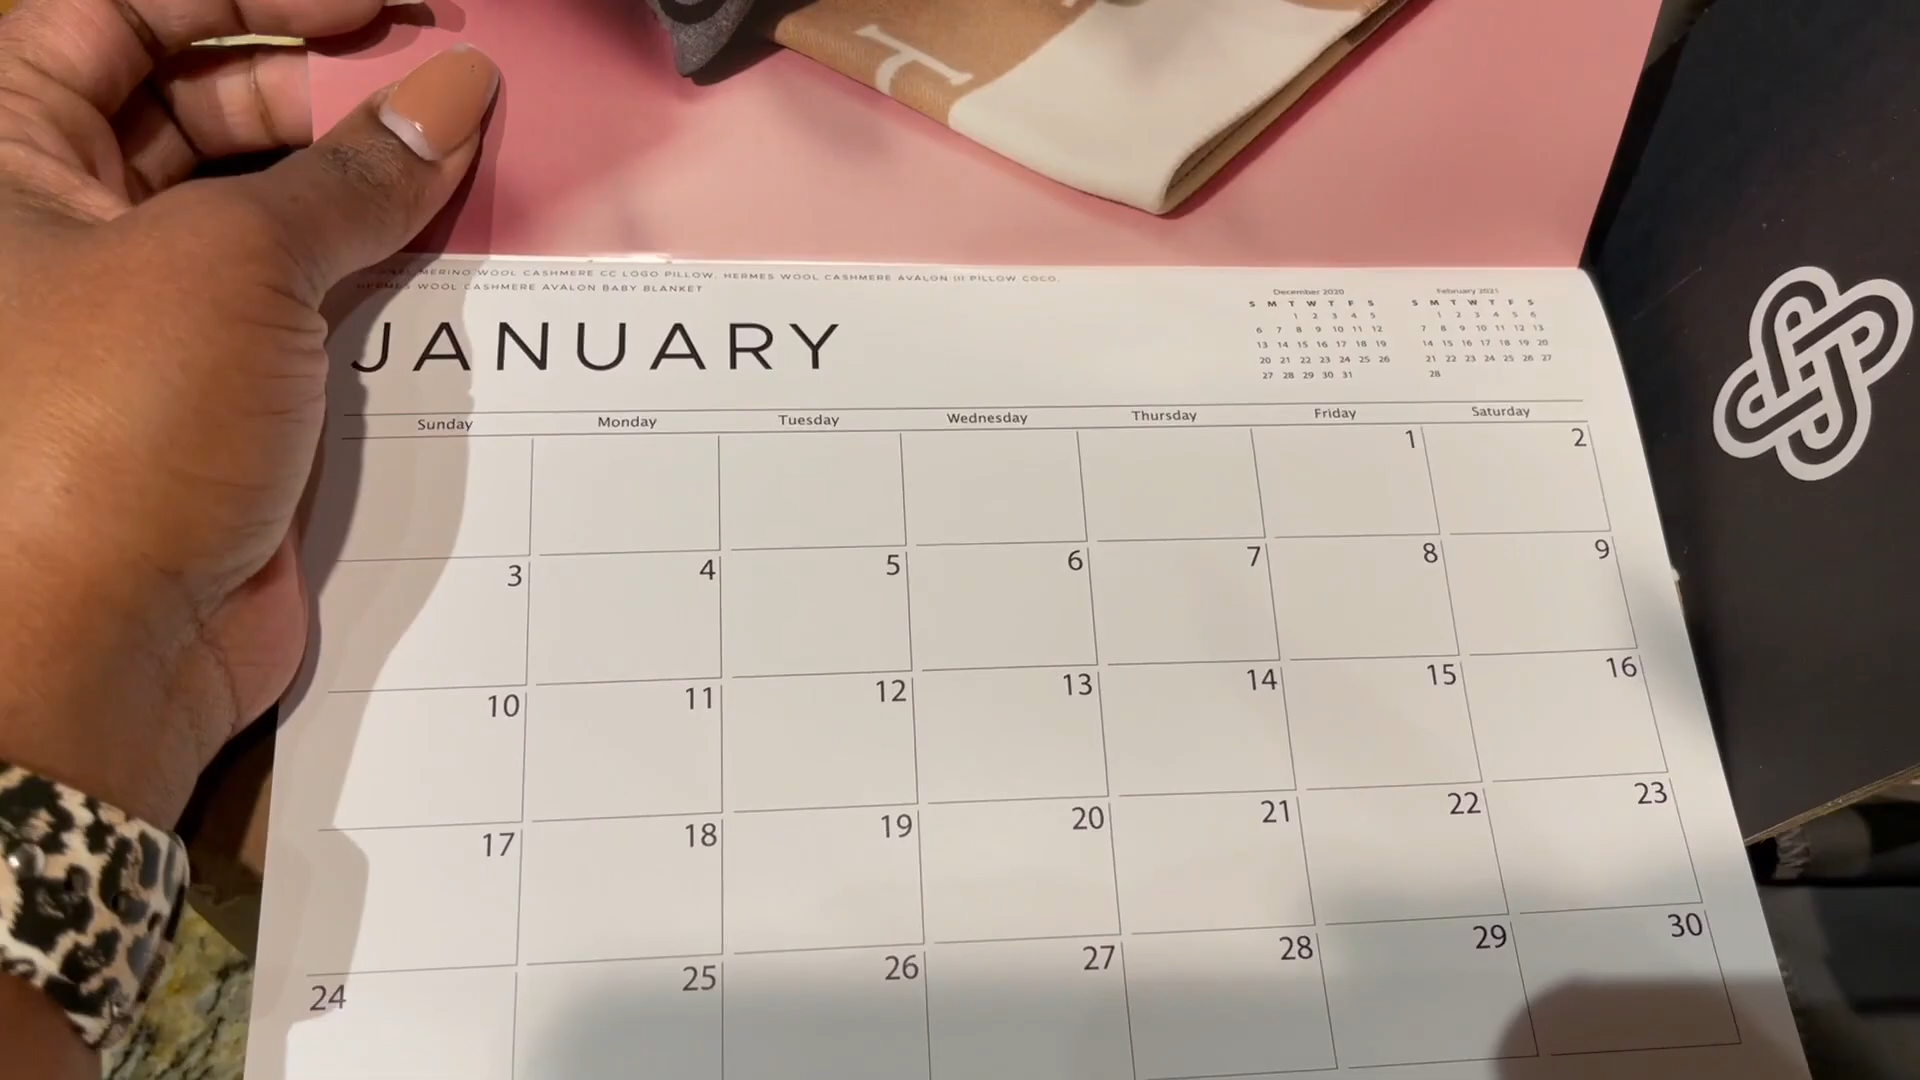 MERINO WOOL CASHMERE CC LOGO PILLOW, HERMES WOOL CASHMERE AVALON III PILLOW COCO,
HERMES WOOL CASHMERE AVALON BABY BLANKET
JANUARY
December 2020
S M T W T F S
1 2 3 4 5
6 7 8 9 10 11 12
13 14 15 16 17 18 19
20 21 22 23 24 25 26
27 28 29 30 31
February 2021
S M T W T F S
1 2 3 4 5 6
7 8 9 10 11 12 13
14 15 16 17 18 19 20
21 22 23 24 25 26 27
28
Sunday Monday Tuesday Wednesday Thursday Friday Saturday
1 2
3 4 5 6 7 8 9
10 11 12 13 14 15 16
17 18 19 20 21 22 23
24 25 26 27 28 29 30